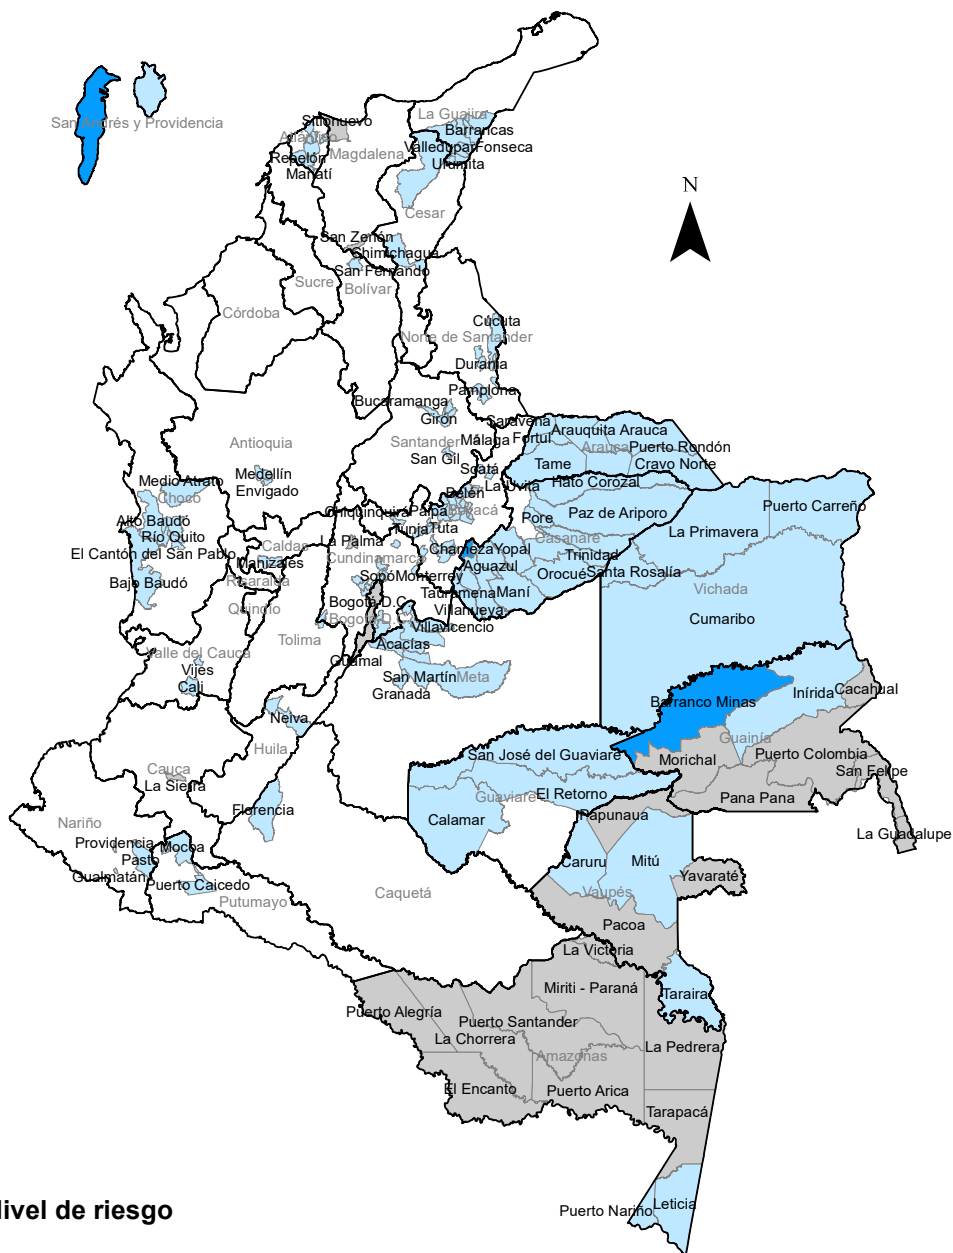 N
San Andrés y Providencia
La Guajira
Sitionuevo
Barrancas
Atlántico
Valledupar
Fonseca
Repelón
Magdalena
Urumita
Manatí
Cesar
San Zenón
Chimichagua
San Fernando
Sucre
Bolívar
Córdoba
Cúcuta
Norte de Santander
Durania
Pamplona
Bucaramanga
Girón
Saravena
Arauquita
Arauca
Antioquia
Santander
Málaga
Fortul
Arauca
Puerto Rondón
San Gil
Tame
Cravo Norte
Medellín
Soatá
Medio Atrato
Envigado
La Uvita
Hato Corozal
Chocó
Belén
Puerto Carreño
Chiquinquirá
Paipa
Boyacá
Pore
Paz de Ariporo
Alto Baudó
Tunja
Tuta
La Primavera
Río Quito
La Palma
Casanare
Caldas
Chameza
Yopal
Trinidad
El Cantón del San Pablo
Cundinamarca
Manizales
Aguazul
Sopó
Monterrey
Orocué
Santa Rosalía
Bajo Baudó
Risaralda
Tauramena
Maní
Vichada
Bogotá D.C.
Quindío
Villanueva
Cumaribo
Bogotá D.C.
Villavicencio
Tolima
Acacías
Valle del Cauca
Guamal
Vijes
San Martín
Meta
Cali
Granada
Inírida
Cacahual
Barranco Minas
Neiva
Guainía
Huila
San José del Guaviare
Morichal
Puerto Colombia
Cauca
San Felipe
La Sierra
El Retorno
Pana Pana
Guaviare
Florencia
Papunaua
Nariño
Calamar
La Guadalupe
Providencia
Mocoa
Pasto
Caruru
Mitú
Gualmatán
Yavaraté
Puerto Caicedo
Caquetá
Vaupés
Putumayo
Pacoa
La Victoria
Miriti - Paraná
Taraira
Puerto Alegría
Puerto Santander
La Chorrera
La Pedrera
Amazonas
El Encanto
Puerto Arica
Tarapacá
Puerto Nariño
Leticia
ivel de riesgo